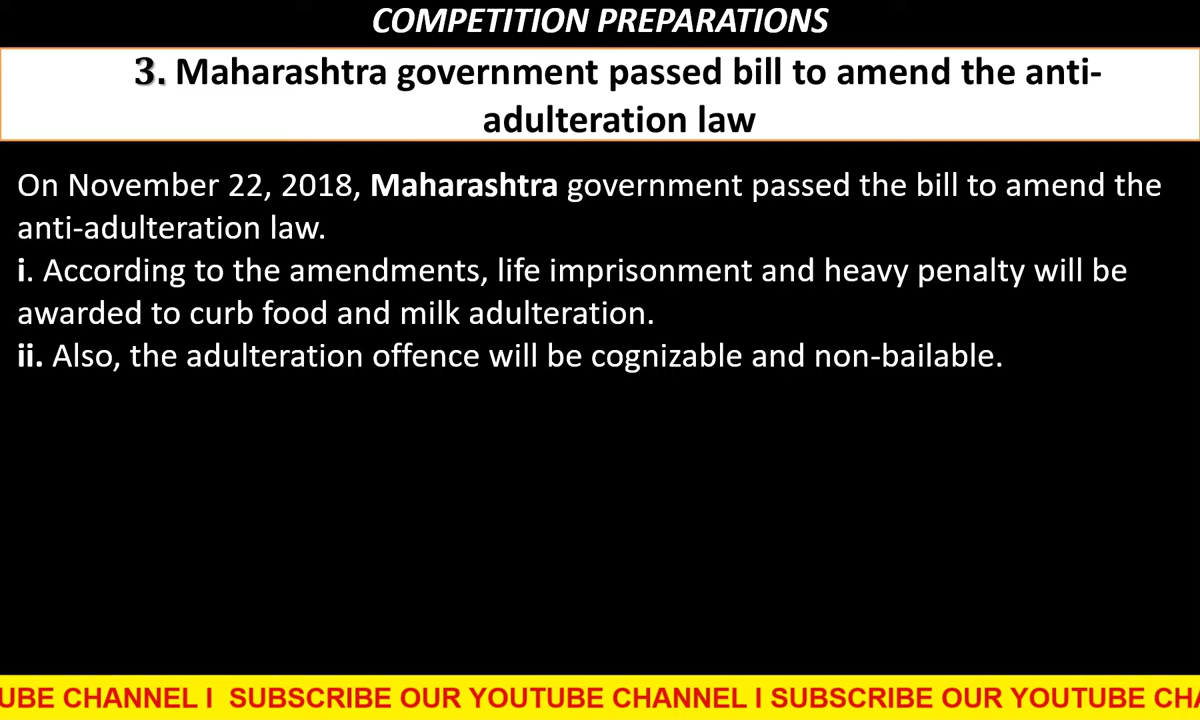 COMPETITION PREPARATIONS
3. Maharashtra government passed bill to amend the anti-
adulteration law
On November 22, 2018, Maharashtra government passed the bill to amend the
anti-adulteration law.
i. According to the amendments, life imprisonment and heavy penalty will be
awarded to curb food and milk adulteration.
ii. Also, the adulteration offence will be cognizable and non-bailable.
UBE CHANNEL I SUBSCRIBE OUR YOUTUBE CHANNEL I SUBSCRIBE OUR YOUTUBE CHA